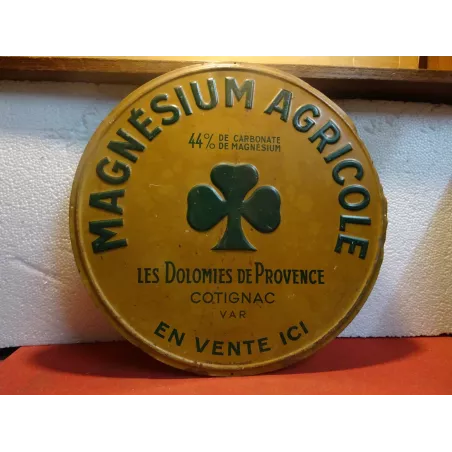 MAGNÉSIUM AGRICOLE
44% DE CARBONATE
DE MAGNÉSIUM
LES DOLOMIES DE PROVENCE
COTIGNAC
VAR
EN VENTE ICI